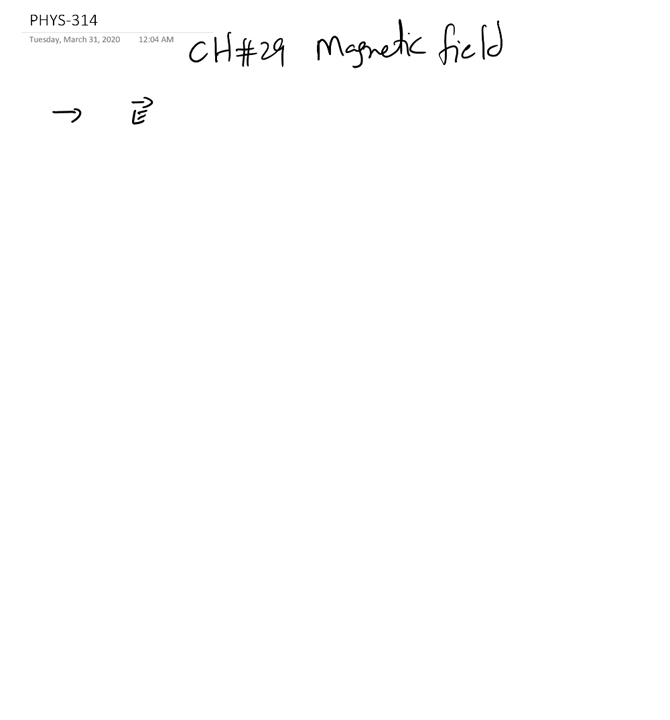 PHYS-314
Tuesday, March 31, 2020 12:04 AM
CH#29 Magnetic field
→ E⃗